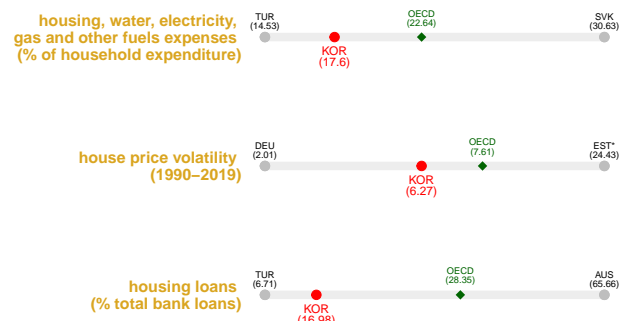 housing, water, electricity,
gas and other fuels expenses
(% of household expenditure)
TUR
(14.53)
KOR
(17.6)
OECD
(22.64)
SVK
(30.63)
house price volatility
(1990–2019)
DEU
(2.01)
KOR
(6.27)
OECD
(7.61)
EST*
(24.43)
housing loans
(% total bank loans)
TUR
(6.71)
KOR
(16.98)
OECD
(28.35)
AUS
(65.66)